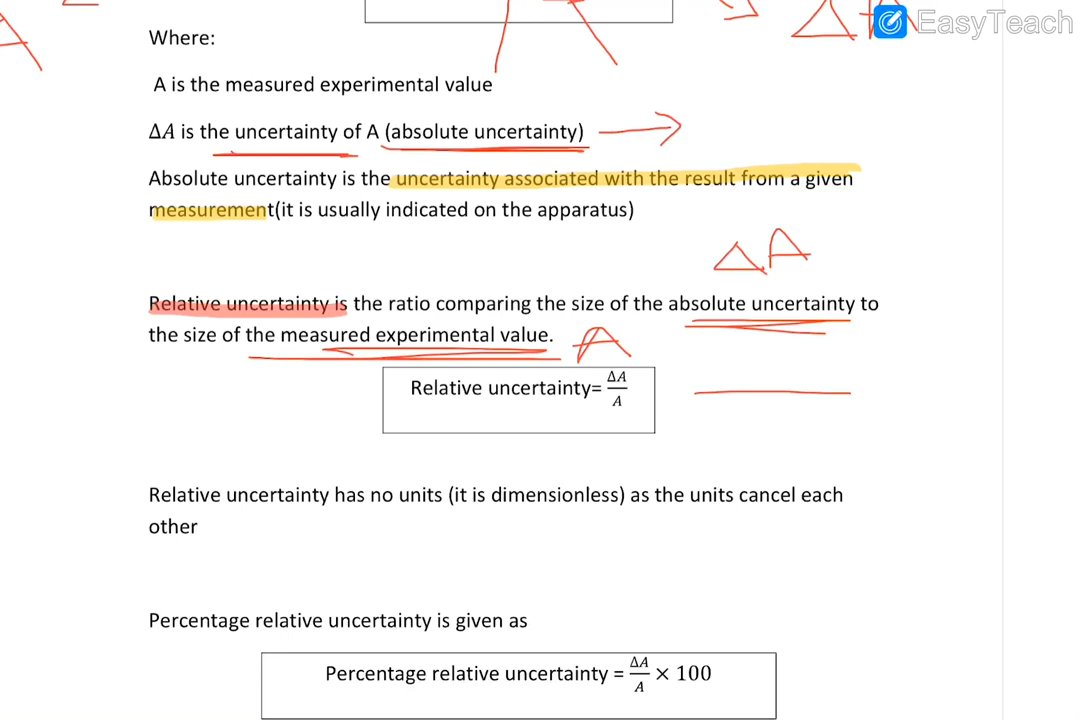 EasyTeach
Where:
A is the measured experimental value
ΔA is the uncertainty of A (absolute uncertainty)
Absolute uncertainty is the uncertainty associated with the result from a given
measurement(it is usually indicated on the apparatus)
ΔA
Relative uncertainty is the ratio comparing the size of the absolute uncertainty to
the size of the measured experimental value. A
Relative uncertainty= ΔA/A
Relative uncertainty has no units (it is dimensionless) as the units cancel each
other
Percentage relative uncertainty is given as
Percentage relative uncertainty = ΔA/A × 100